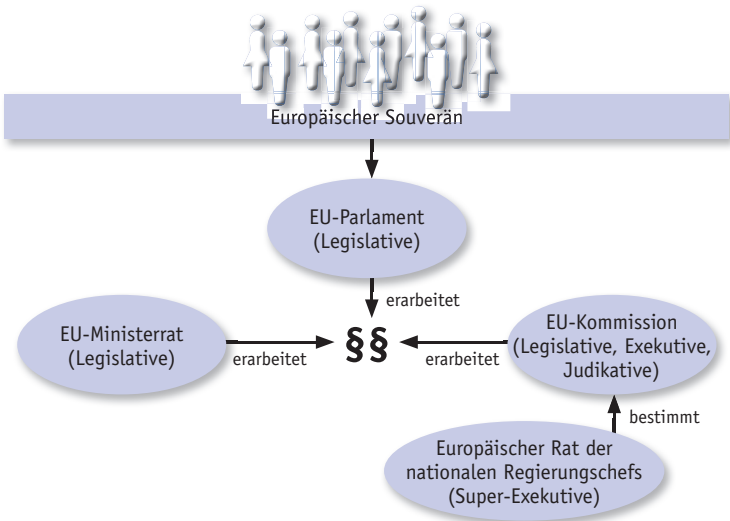 Europäischer Souverän
EU-Parlament
(Legislative)
erarbeitet
EU-Ministerrat
(Legislative)
erarbeitet
§§
erarbeitet
EU-Kommission
(Legislative, Exekutive,
Judikative)
bestimmt
Europäischer Rat der
nationalen Regierungschefs
(Super-Exekutive)